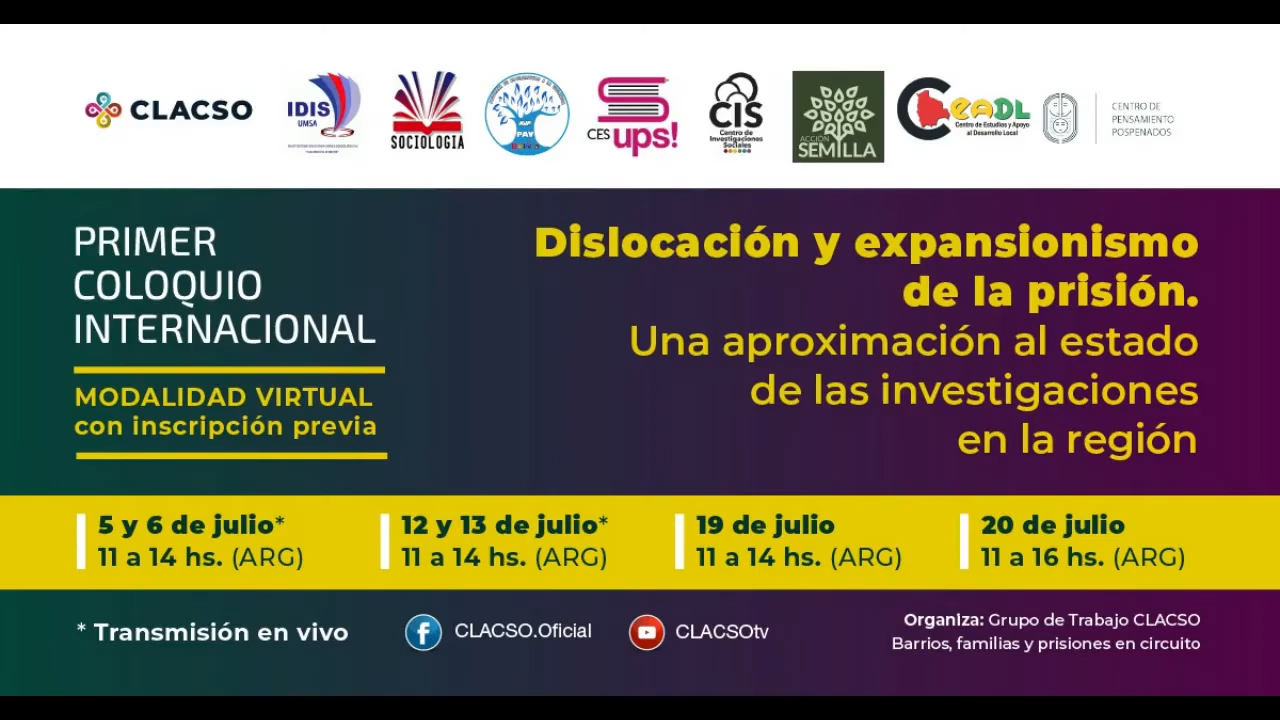 CLACSO
IDIS
UMSA
SOCIOLOGIA
PAY
CES
ups!
CIS
Centro de
Investigaciones
Sociales
ACCIÓN
SEMILLA
CEADL
Centro de Estudios y Apoyo
al Desarrollo Local
CENTRO DE
PENSAMIENTO
POSPENADOS
PRIMER
COLOQUIO
INTERNACIONAL
MODALIDAD VIRTUAL
con inscripción previa
Dislocación y expansionismo
de la prisión.
Una aproximación al estado
de las investigaciones
en la región
5 y 6 de julio*
11 a 14 hs. (ARG)
12 y 13 de julio*
11 a 14 hs. (ARG)
19 de julio
11 a 14 hs. (ARG)
20 de julio
11 a 16 hs. (ARG)
* Transmisión en vivo
CLACSO.Oficial
CLACSOtv
Organiza: Grupo de Trabajo CLACSO
Barrios, familias y prisiones en circuito